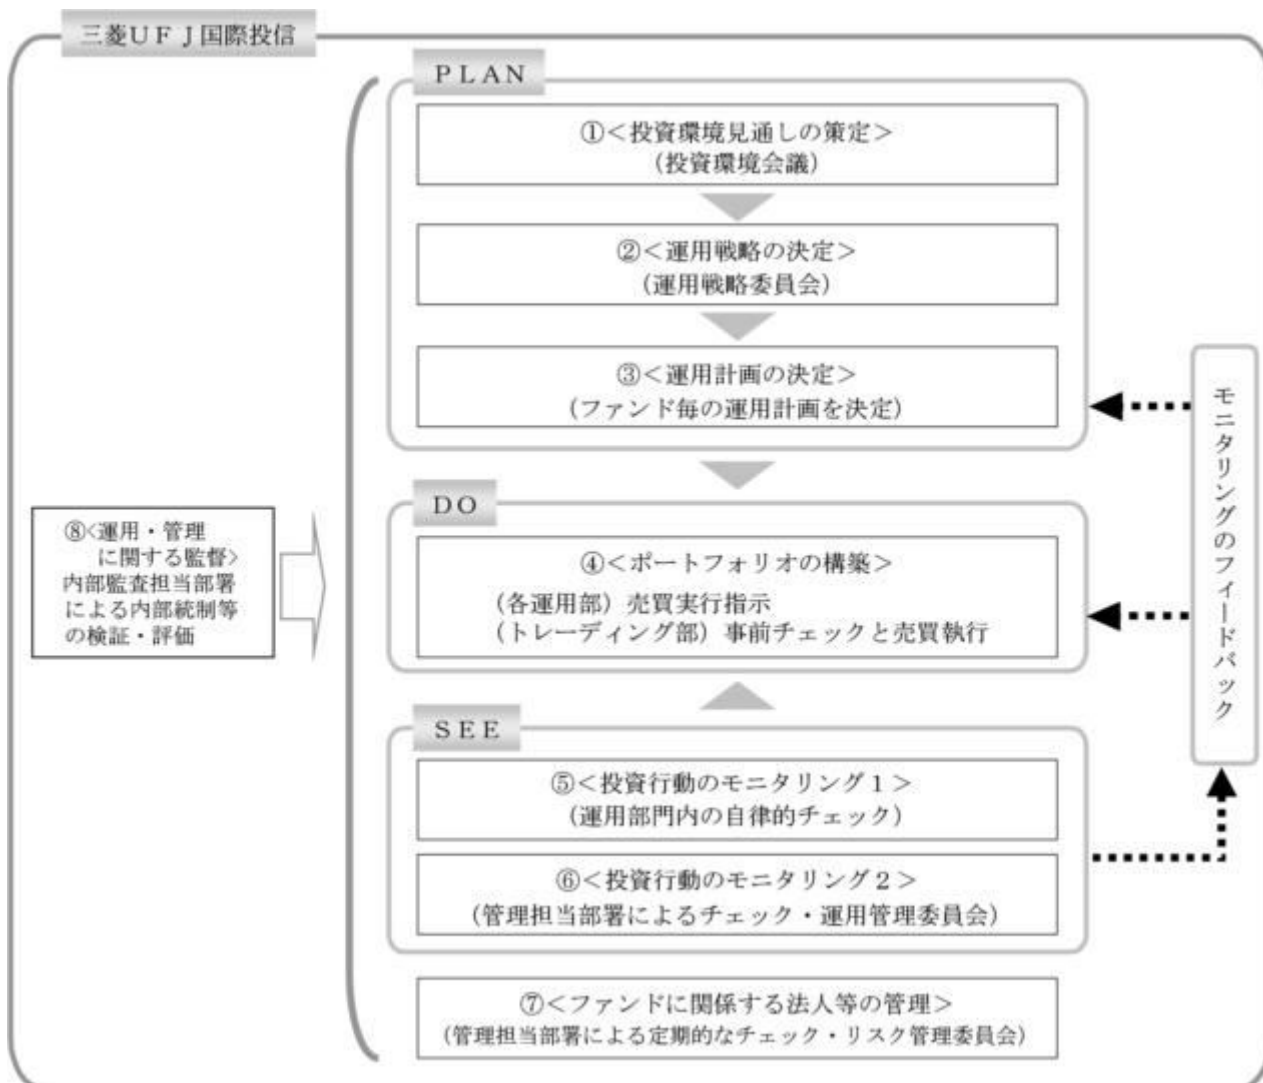 三菱UFJ国際投信
PLAN
①<投資環境見通しの策定>
(投資環境会議)
②<運用戦略の決定>
(運用戦略委員会)
③<運用計画の決定>
(ファンド毎の運用計画を決定)
DO
④<ポートフォリオの構築>
(各運用部)売買実行指示
(トレーディング部)事前チェックと売買執行
SEE
⑤<投資行動のモニタリング1>
(運用部門内の自律的チェック)
⑥<投資行動のモニタリング2>
(管理担当部署によるチェック・運用管理委員会)
⑦<ファンドに関係する法人等の管理>
(管理担当部署による定期的なチェック・リスク管理委員会)
⑧<運用・管理
に関する監督>
内部監査担当部署
による内部統制等
の検証・評価
モニタリングのフィードバック